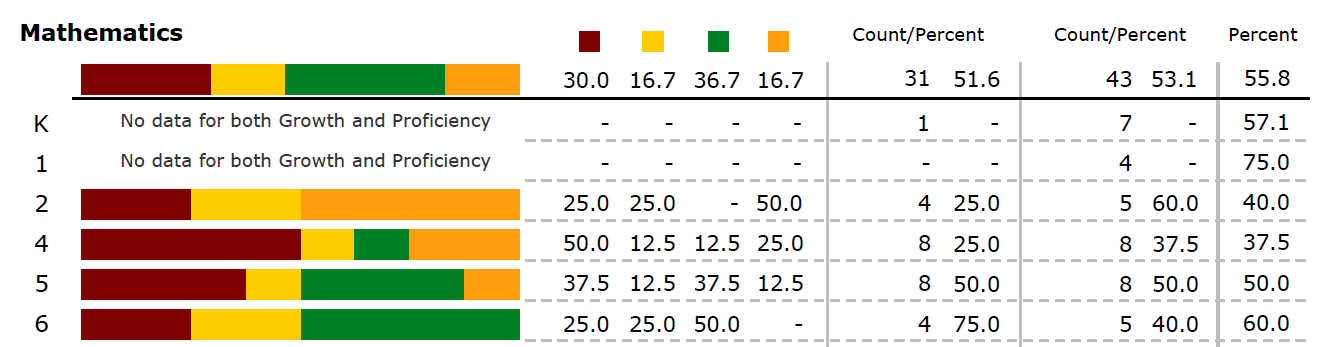 Mathematics Count/Percent Count/Percent Percent
30.0 16.7 36.7 16.7 31 51.6 43 53.1 55.8
K No data for both Growth and Proficiency - - - - 1 - 7 - 57.1
1 No data for both Growth and Proficiency - - - - - - 4 - 75.0
2 25.0 25.0 - 50.0 4 25.0 5 60.0 40.0
4 50.0 12.5 12.5 25.0 8 25.0 8 37.5 37.5
5 37.5 12.5 37.5 12.5 8 50.0 8 50.0 50.0
6 25.0 25.0 50.0 - 4 75.0 5 40.0 60.0